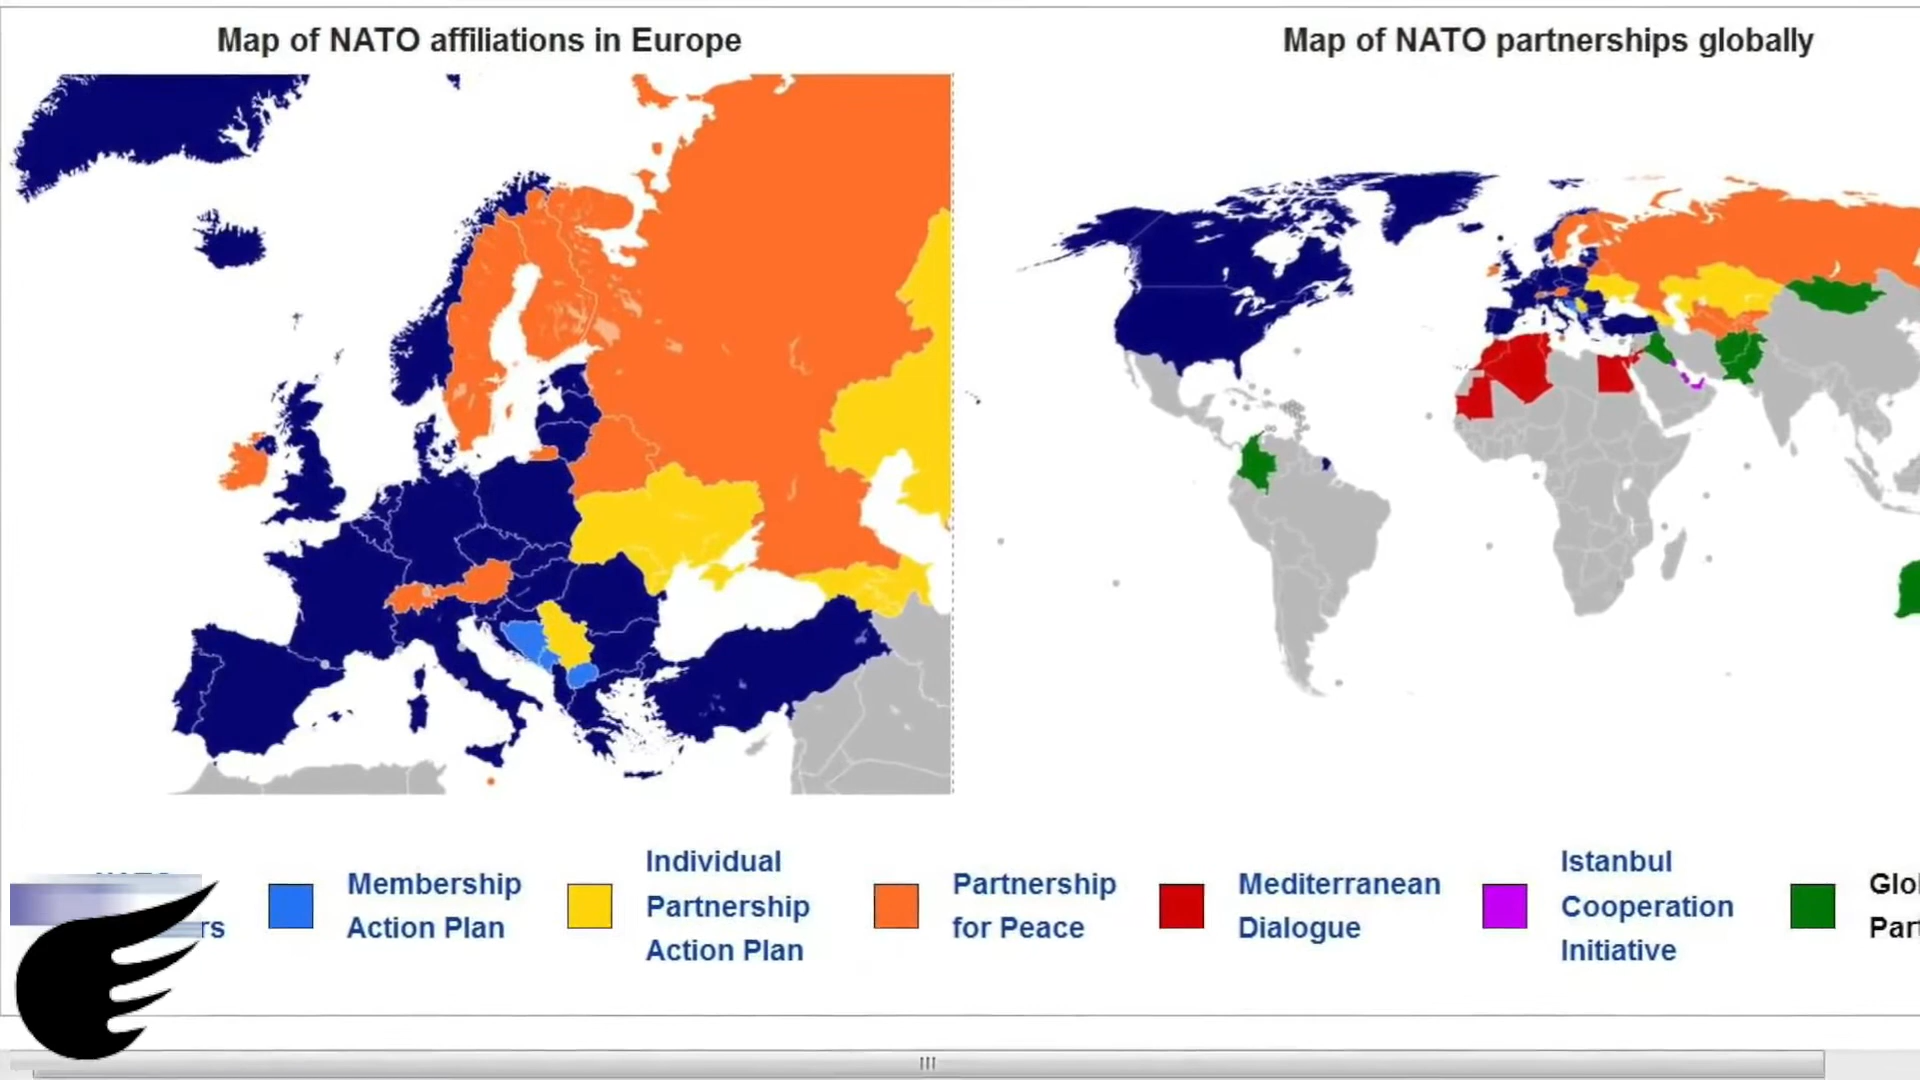 Map of NATO affiliations in Europe
Map of NATO partnerships globally
Membership
Action Plan
Individual
Partnership
Action Plan
Partnership
for Peace
Mediterranean
Dialogue
Istanbul
Cooperation
Initiative